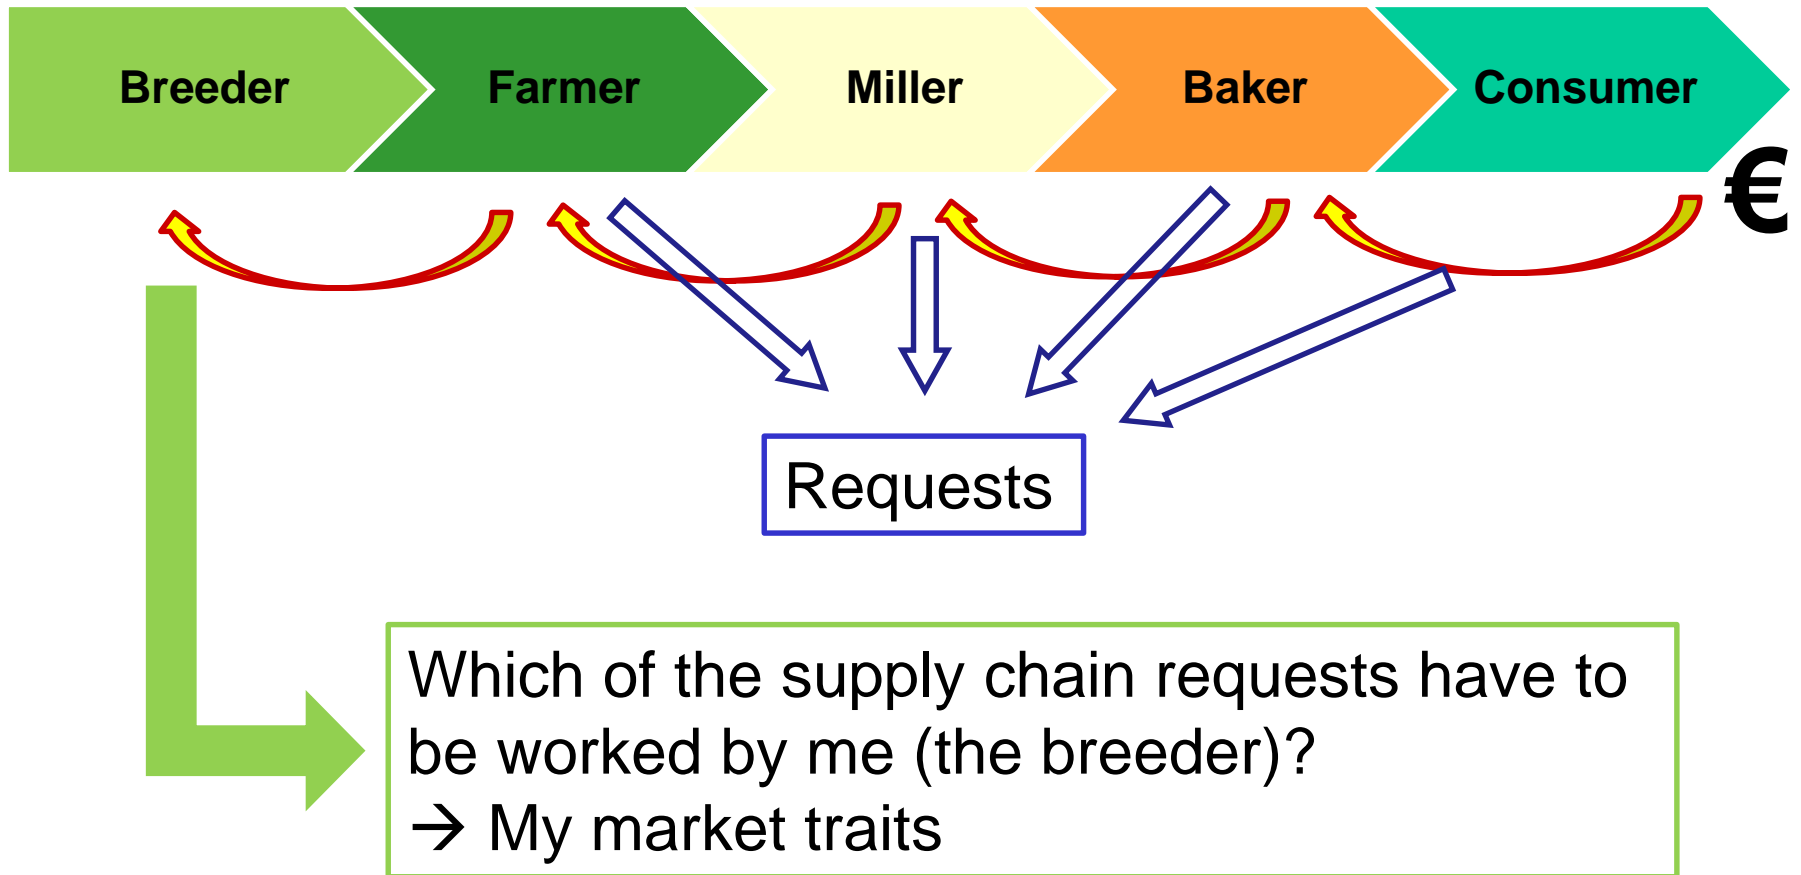 Breeder Farmer Miller Baker Consumer
€
Requests
Which of the supply chain requests have to
be worked by me (the breeder)?
→ My market traits